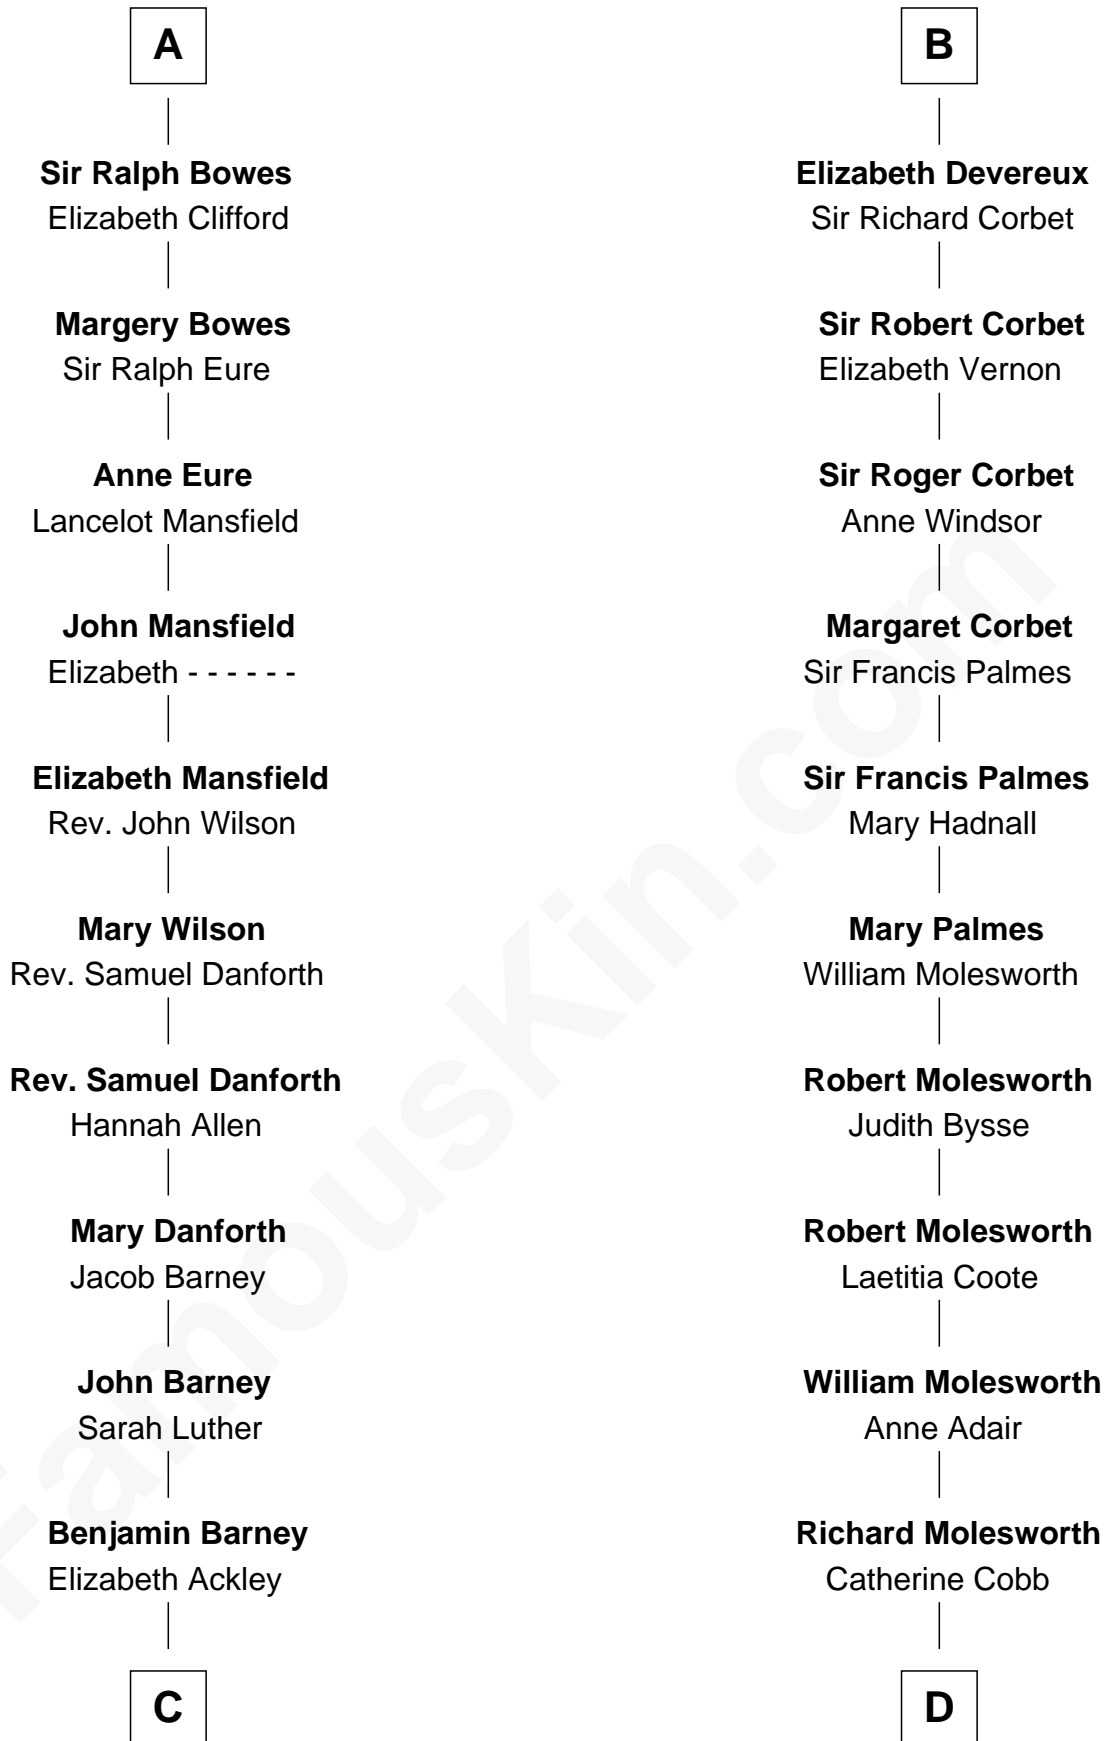 A
Sir Ralph Bowes
Elizabeth Clifford
Margery Bowes
Sir Ralph Eure
Anne Eure
Lancelot Mansfield
John Mansfield
Elizabeth - - - - - -
Elizabeth Mansfield
Rev. John Wilson
Mary Wilson
Rev. Samuel Danforth
Rev. Samuel Danforth
Hannah Allen
Mary Danforth
Jacob Barney
John Barney
Sarah Luther
Benjamin Barney
Elizabeth Ackley
C
B
Elizabeth Devereux
Sir Richard Corbet
Sir Robert Corbet
Elizabeth Vernon
Sir Roger Corbet
Anne Windsor
Margaret Corbet
Sir Francis Palmes
Sir Francis Palmes
Mary Hadnall
Mary Palmes
William Molesworth
Robert Molesworth
Judith Bysse
Robert Molesworth
Laetitia Coote
William Molesworth
Anne Adair
Richard Molesworth
Catherine Cobb
D
FamousKin.com